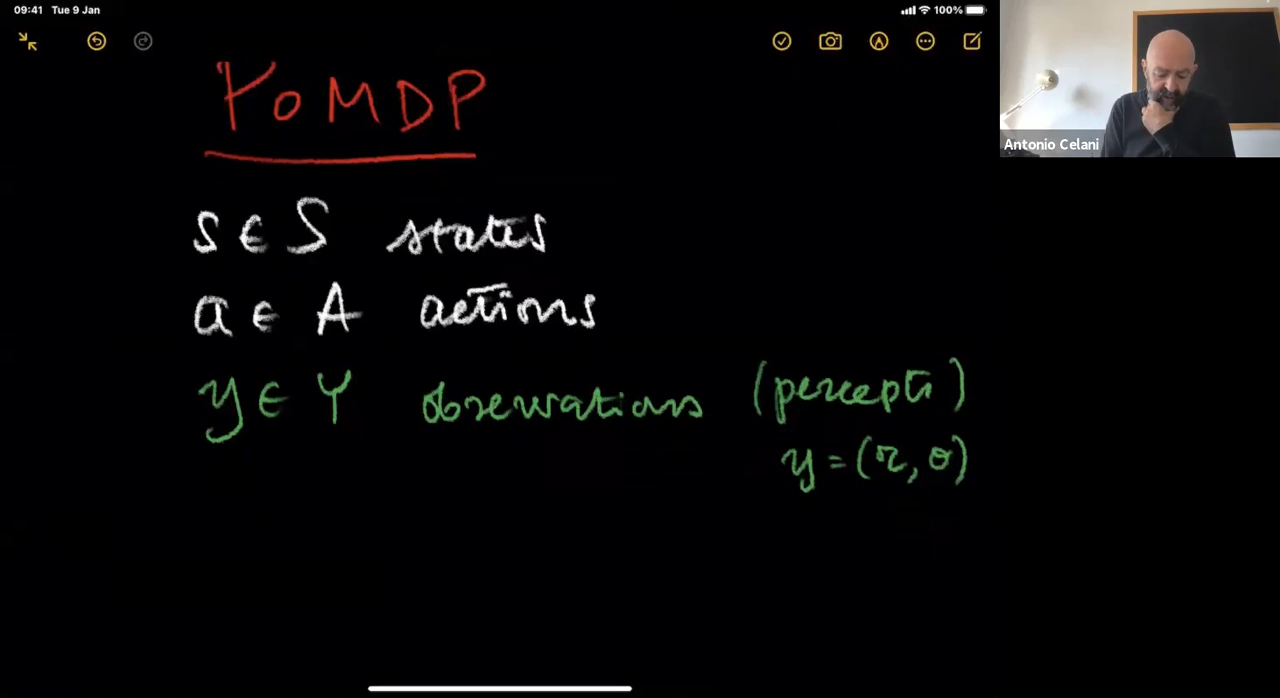 09:41 Tue 9 Jan 100%
POMDP
Antonio Celani
s ∈ S states
a ∈ A actions
y ∈ Y observations (percepts)
y = (r, o)